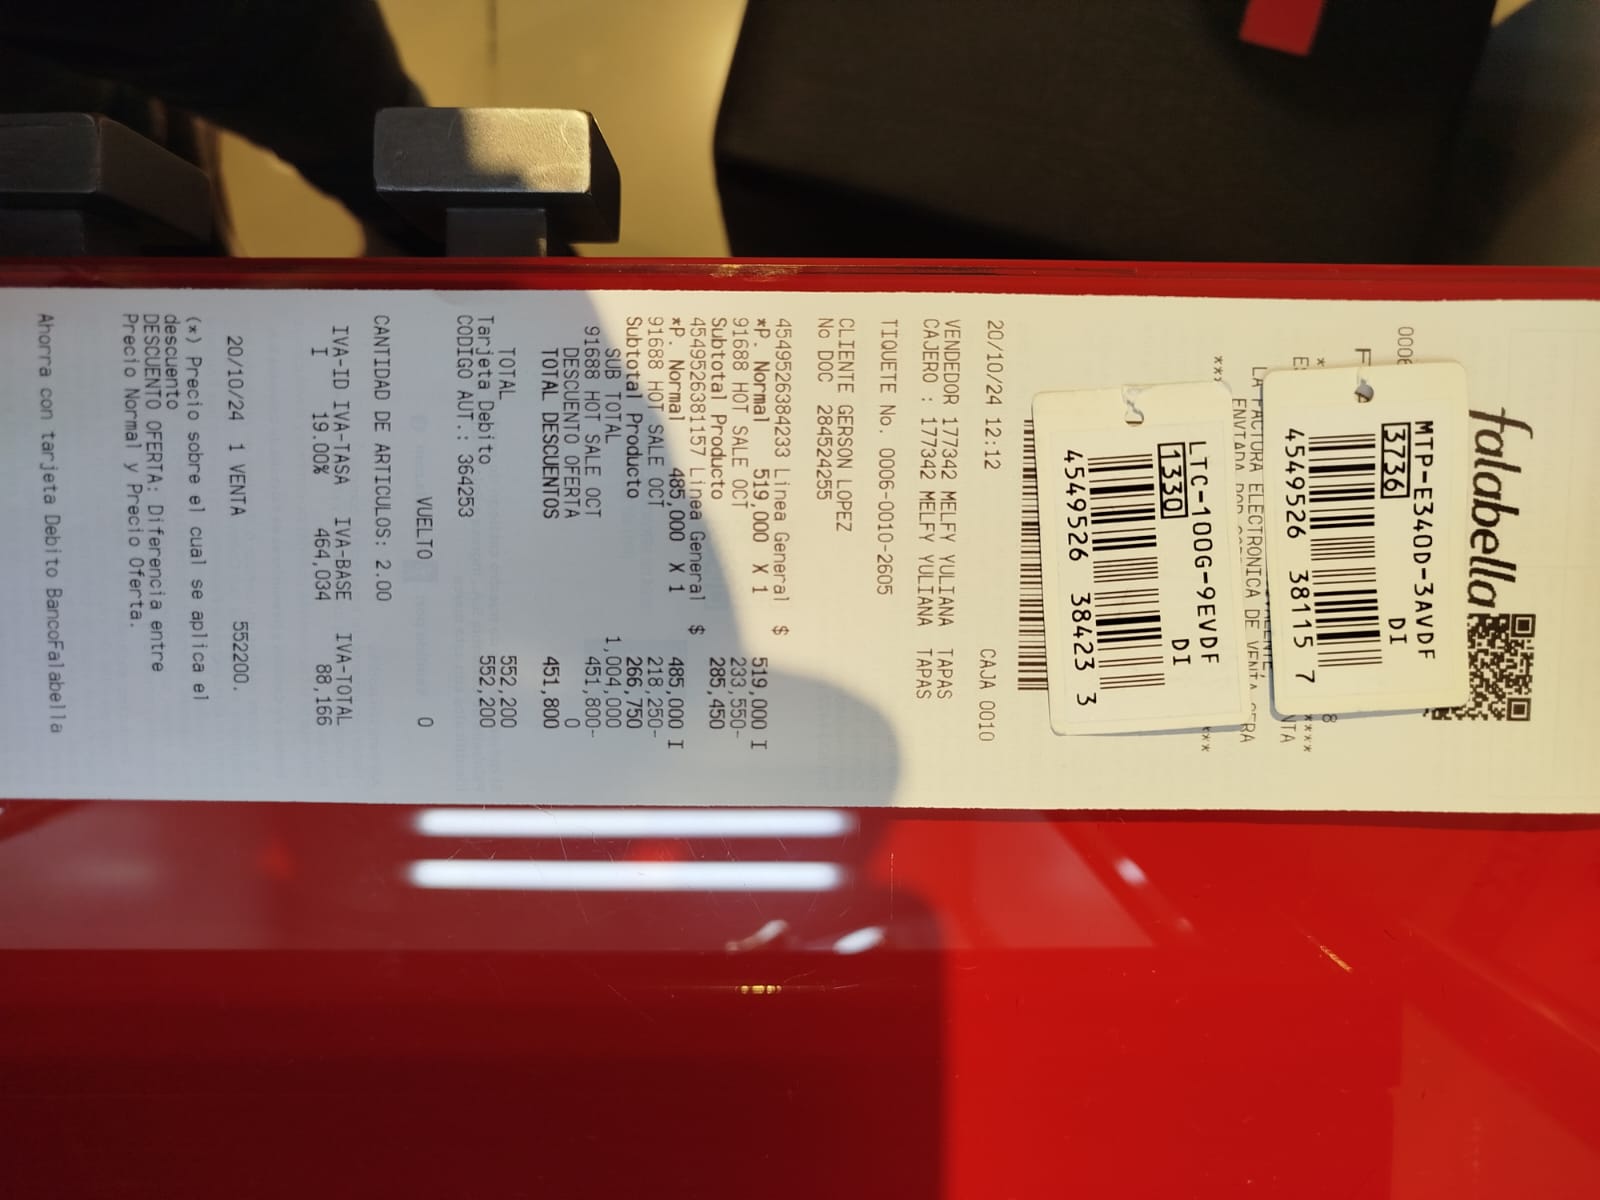 falabella
MTP-E340D-3AVDF
3736 DI
4549526 38115 7
LTC-100G-9EVDF
1330 DI
4549526 38423 3
LA FACTURA ELECTRONICA DE VENTA SERA
20/10/24 12:12 CAJA 0010
VENDEDOR 177342 MELFY YULIANA TAPAS
CAJERO : 177342 MELFY YULIANA TAPAS
TIQUETE No. 0006-0010-2605
CLIENTE GERSON LOPEZ
No DOC 284524255
4549526384233 Linea General $ 519,000 I
*P. Normal 519,000 X 1
91688 HOT SALE OCT 233,550-
Subtotal Producto 285,450
4549526381157 Linea General $ 485,000 I
*P. Normal 485,000 X 1
91688 HOT SALE OCT 218,250-
Subtotal Producto 266,750
SUB TOTAL 1,004,000
91688 HOT SALE OCT 451,800-
DESCUENTO OFERTA 0
TOTAL DESCUENTOS 451,800
TOTAL 552,200
Tarjeta Debito 552,200
CODIGO AUT.: 364253
VUELTO 0
CANTIDAD DE ARTICULOS: 2.00
IVA-ID IVA-TASA IVA-BASE IVA-TOTAL
I 19.00% 464,034 88,166
20/10/24 1 VENTA 552200.
(*) Precio sobre el cual se aplica el
descuento
DESCUENTO OFERTA: Diferencia entre
Precio Normal y Precio Oferta.
Ahorra con tarjeta Debito BancoFalabella